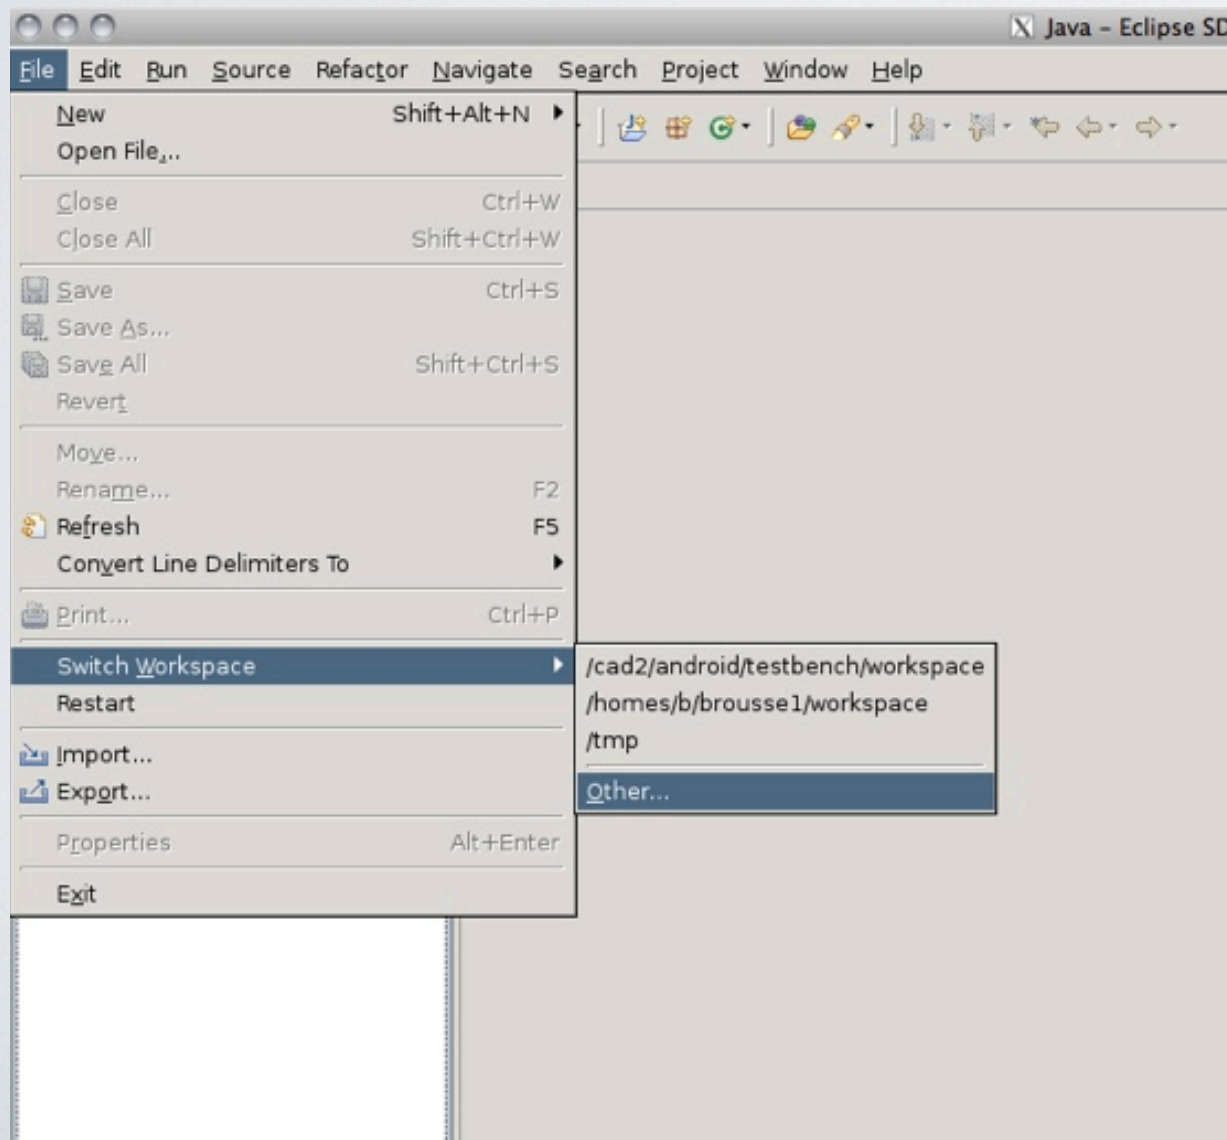 Java – Eclipse SD
File Edit Run Source Refactor Navigate Search Project Window Help
New Shift+Alt+N
Open File...
Close Ctrl+W
Close All Shift+Ctrl+W
Save Ctrl+S
Save As...
Save All Shift+Ctrl+S
Revert
Move...
Rename... F2
Refresh F5
Convert Line Delimiters To
Print... Ctrl+P
Switch Workspace
/cad2/android/testbench/workspace
/homes/b/brousse1/workspace
/tmp
Other...
Restart
Import...
Export...
Properties Alt+Enter
Exit